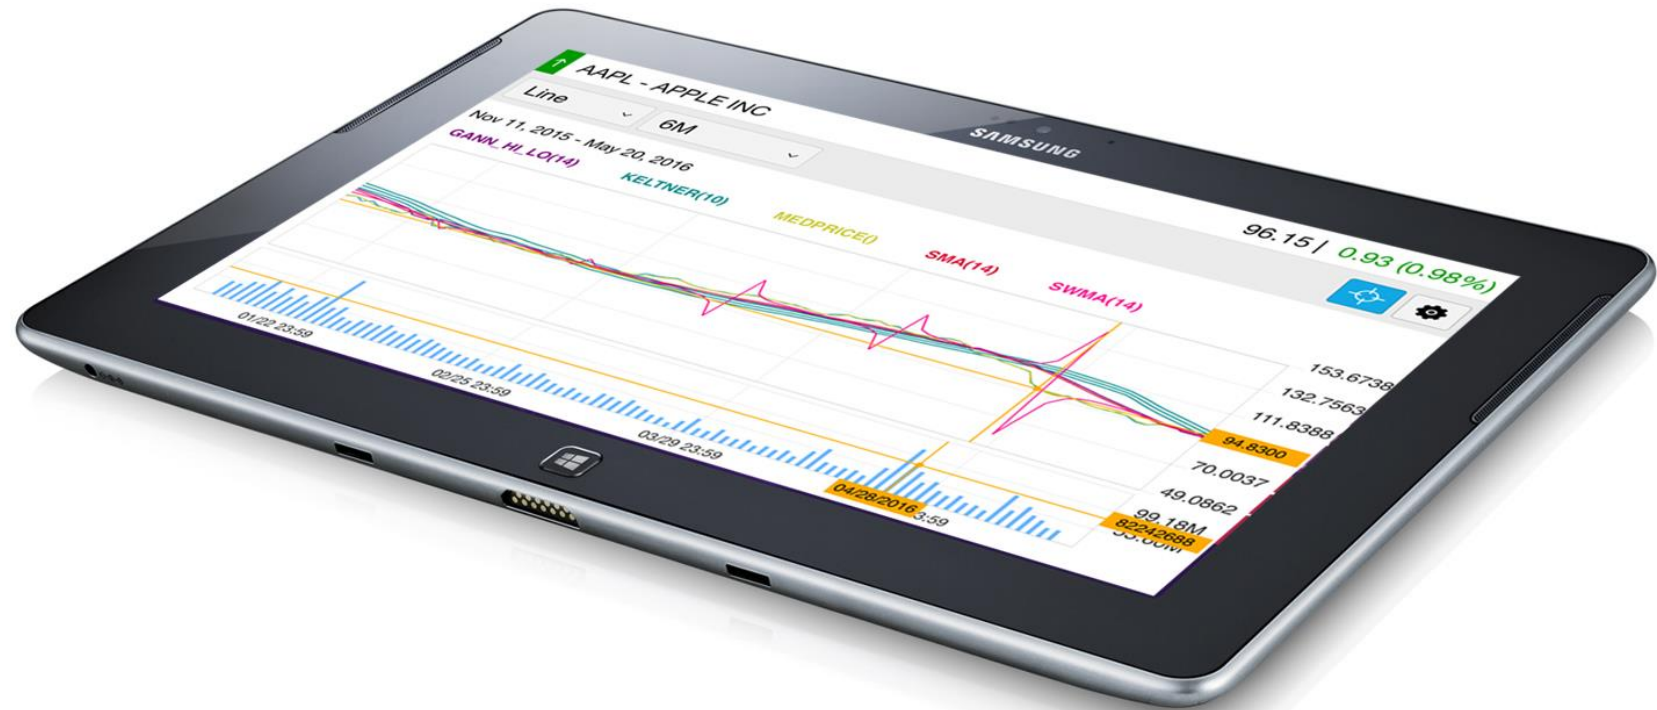 SAMSUNG
AAPL - APPLE INC
96.15 | 0.93 (0.98%)
Line
6M
Nov 11, 2015 - May 20, 2016
GANN_HI_LO(14)
KELTNER(10)
MEDPRICE()
SMA(14)
SWMA(14)
153.6738
132.7563
111.8388
94.8300
70.0037
49.0862
99.18M
82242688
01/22 23:59
02/25 23:59
03/29 23:59
04/28/2016
3:59